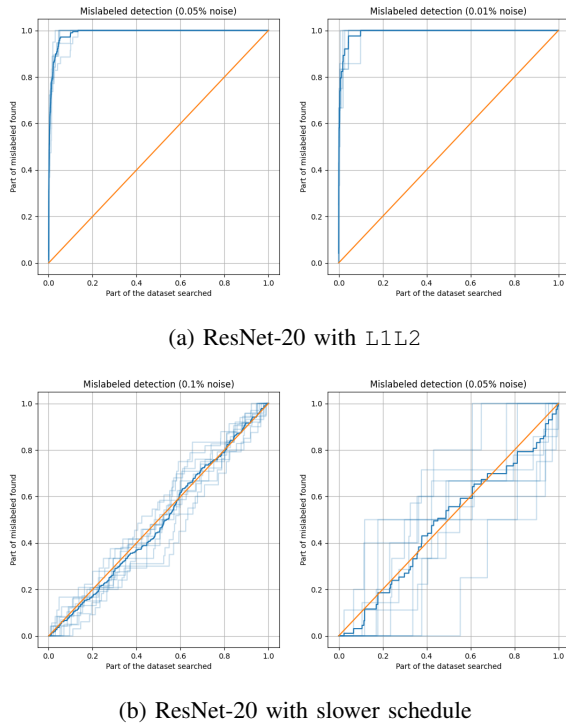 Mislabeled detection (0.05% noise)
Mislabeled detection (0.01% noise)
Part of mislabeled found
1.0
0.8
0.6
0.4
0.2
0.0
0.0 0.2 0.4 0.6 0.8 1.0
Part of the dataset searched
Part of mislabeled found
1.0
0.8
0.6
0.4
0.2
0.0
0.0 0.2 0.4 0.6 0.8 1.0
Part of the dataset searched
(a) ResNet-20 with L1L2
Mislabeled detection (0.1% noise)
Mislabeled detection (0.05% noise)
Part of mislabeled found
1.0
0.8
0.6
0.4
0.2
0.0
0.0 0.2 0.4 0.6 0.8 1.0
Part of the dataset searched
Part of mislabeled found
1.0
0.8
0.6
0.4
0.2
0.0
0.0 0.2 0.4 0.6 0.8 1.0
Part of the dataset searched
(b) ResNet-20 with slower schedule